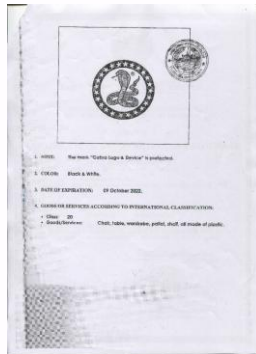 1. NOTE: The mark "Cobra Logo & Device" is protected.
2. COLOR: Black & White.
3. DATE OF EXPIRATION: 09 October 2022.
4. GOODS OR SERVICES ACCORDING TO INTERNATIONAL CLASSIFICATION:
• Class: 20
• Goods/Services: Chair, table, wardrobe, pallet, shelf, all made of plastic.